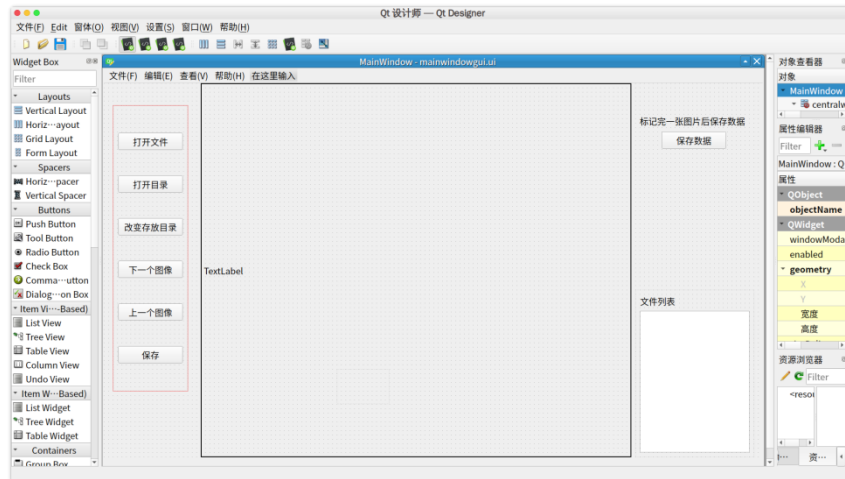 Qt 设计师 — Qt Designer
文件(F) Edit 窗体(O) 视图(V) 设置(S) 窗口(W) 帮助(H)
Widget Box
Filter
Layouts
Vertical Layout
Horiz···ayout
Grid Layout
Form Layout
Spacers
Horiz···pacer
Vertical Spacer
Buttons
Push Button
Tool Button
Radio Button
Check Box
Comma···utton
Dialog···on Box
Item Vi···-Based)
List View
Tree View
Table View
Column View
Undo View
Item W···Based)
List Widget
Tree Widget
Table Widget
Containers
Group Box
MainWindow - mainwindowgui.ui
文件(F) 编辑(E) 查看(V) 帮助(H) 在这里输入
打开文件
打开目录
改变存放目录
下一个图像
上一个图像
保存
TextLabel
标记完一张图片后保存数据
保存数据
文件列表
对象查看器
对象
MainWindow
centralw
属性编辑器
Filter
MainWindow : Q
属性
QObject
objectName
QWidget
windowModa
enabled
geometry
X
Y
宽度
高度
资源浏览器
Filter
<resou
资···